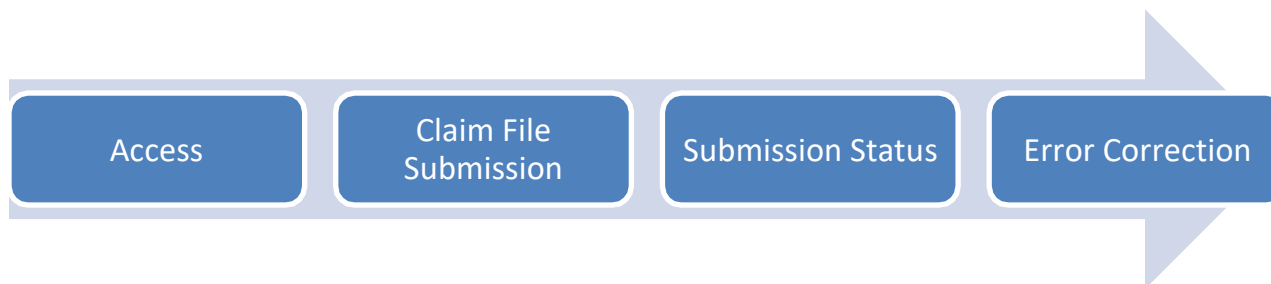 Access
Claim File
Submission
Submission Status
Error Correction